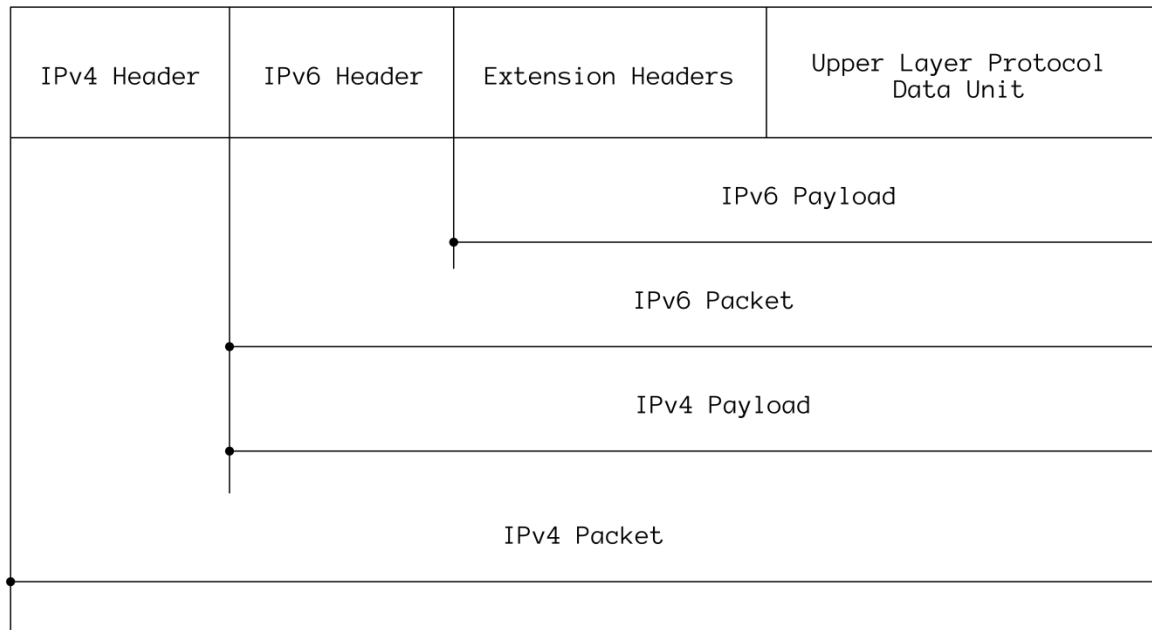 IPv4 Header
IPv6 Header
Extension Headers
Upper Layer Protocol
Data Unit
IPv6 Payload
IPv6 Packet
IPv4 Payload
IPv4 Packet